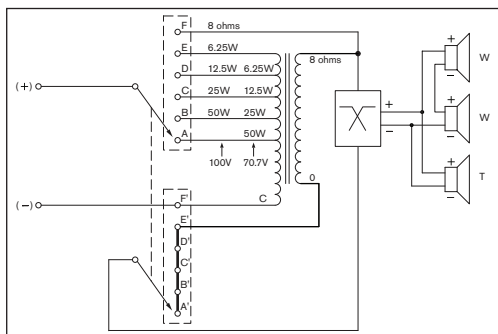 F 8 ohms
E 6.25W 8 ohms
D 12.5W 6.25W
C 25W 12.5W
B 50W 25W
A 50W
100V 70.7V
(+)
(−)
F'
E'
D'
C'
B'
A'
C
0
+
−
+
−
W
+
−
W
+
−
T